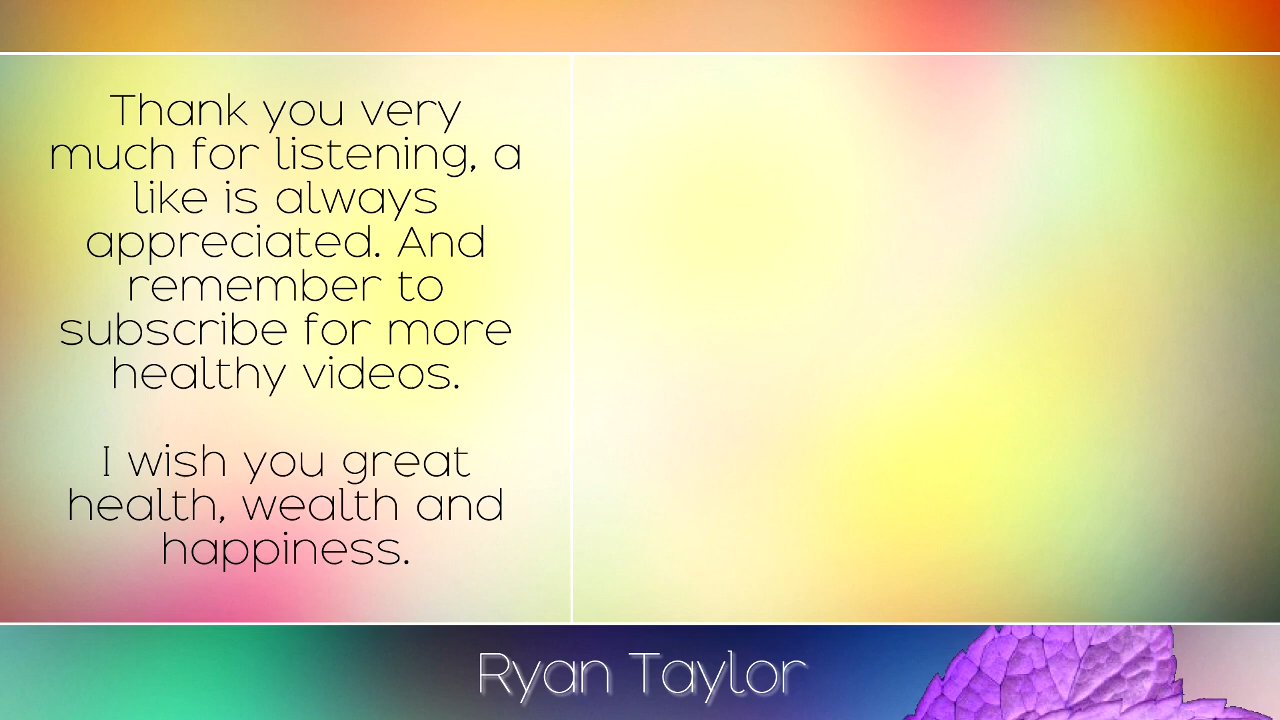 Thank you very
much for listening, a
like is always
appreciated. And
remember to
subscribe for more
healthy videos.
I wish you great
health, wealth and
happiness.
Ryan Taylor